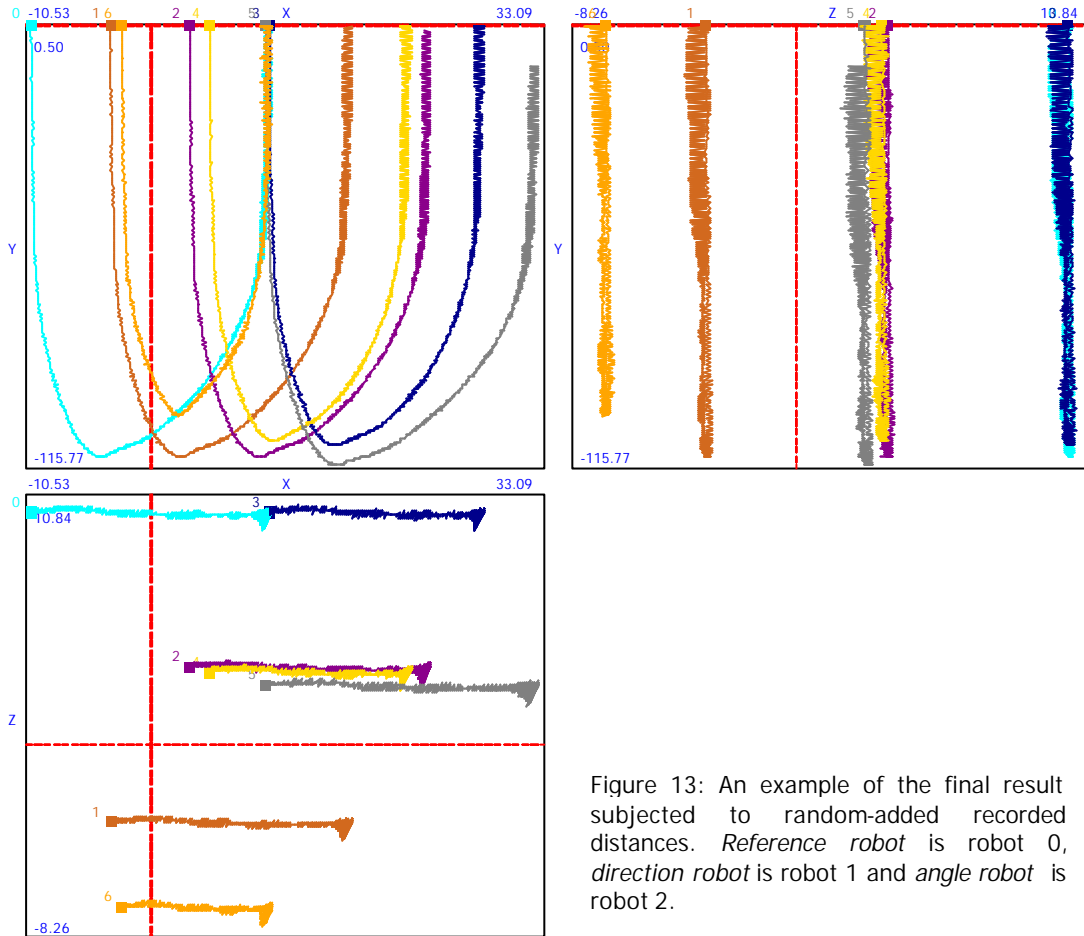 0 -10.53 1 6 2 4 5 3 X 33.09
0.50
Y
-115.77
-8.26 1 Z 5 4 2 13.84
6
Y
-115.77
-10.53 X 33.09
0 3
10.84
2
5
Z
1
6
-8.26
Figure 13: An example of the final result
subjected to random-added recorded
distances. Reference robot is robot 0,
direction robot is robot 1 and angle robot is
robot 2.